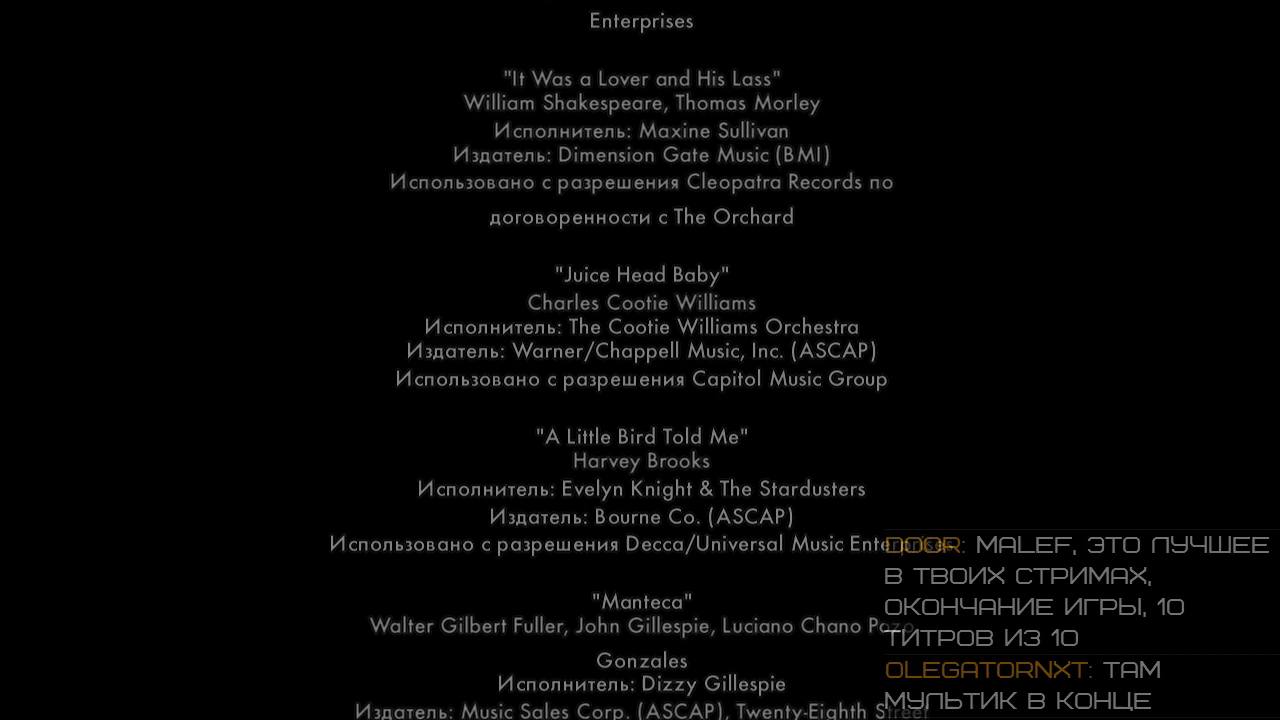 Enterprises
"It Was a Lover and His Lass"
William Shakespeare, Thomas Morley
Исполнитель: Maxine Sullivan
Издатель: Dimension Gate Music (BMI)
Использовано с разрешения Cleopatra Records по
договоренности с The Orchard
"Juice Head Baby"
Charles Cootie Williams
Исполнитель: The Cootie Williams Orchestra
Издатель: Warner/Chappell Music, Inc. (ASCAP)
Использовано с разрешения Capitol Music Group
"A Little Bird Told Me"
Harvey Brooks
Исполнитель: Evelyn Knight & The Stardusters
Издатель: Bourne Co. (ASCAP)
Использовано с разрешения Decca/Universal Music Enterprises
"Manteca"
Walter Gilbert Fuller, John Gillespie, Luciano Chano Pozo
Gonzales
Исполнитель: Dizzy Gillespie
Издатель: Music Sales Corp. (ASCAP), Twenty-Eighth Street
DOOR: MALEF, ЭТО ЛУЧШЕЕ
В ТВОИХ СТРИМАХ,
ОКОНЧАНИЕ ИГРЫ, 10
ТИТРОВ ИЗ 10
OLEGATORNXT: ТАМ
МУЛЬТИК В КОНЦЕ